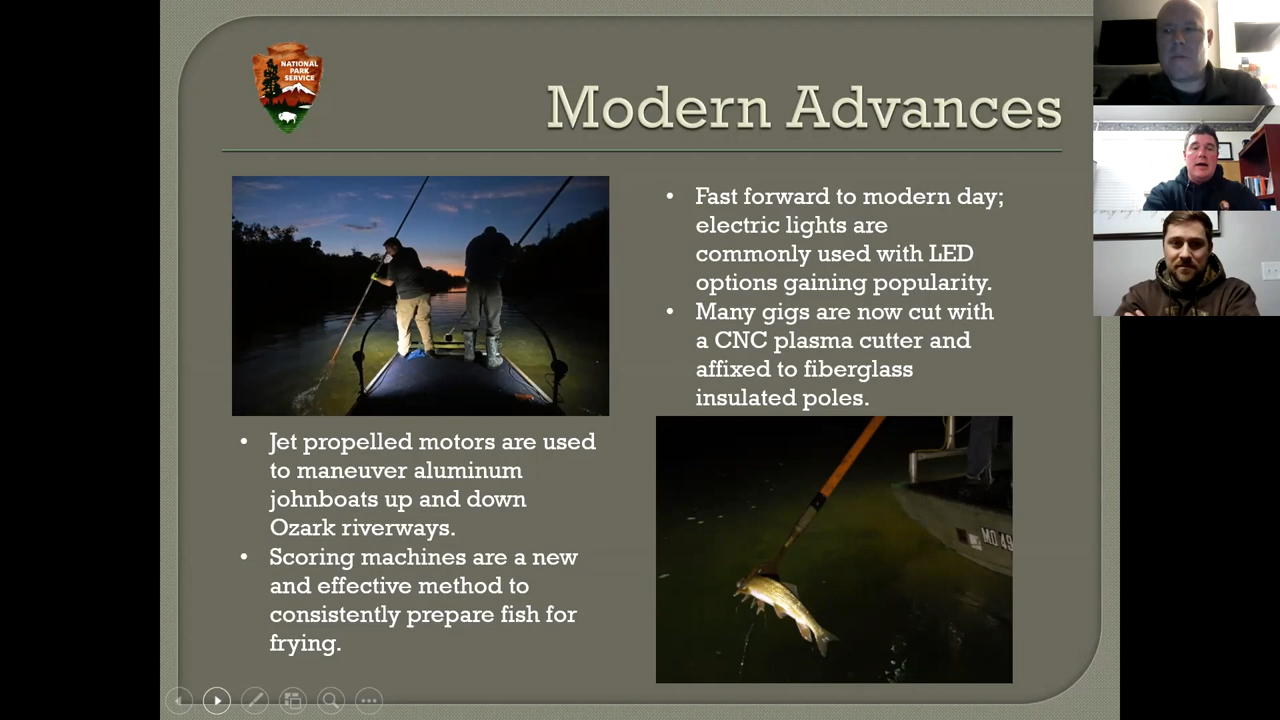 NATIONAL
PARK
SERVICE
Modern Advances
• Fast forward to modern day;
electric lights are
commonly used with LED
options gaining popularity.
• Many gigs are now cut with
a CNC plasma cutter and
affixed to fiberglass
insulated poles.
• Jet propelled motors are used
to maneuver aluminum
johnboats up and down
Ozark riverways.
• Scoring machines are a new
and effective method to
consistently prepare fish for
frying.
MO 49